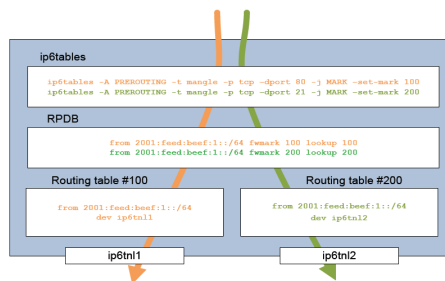 ip6tables
ip6tables -A PREROUTING -t mangle -p tcp -dport 80 -j MARK -set-mark 100
ip6tables -A PREROUTING -t mangle -p tcp -dport 21 -j MARK -set-mark 200
RPDB
from 2001:feed:beef:1::/64 fwmark 100 lookup 100
from 2001:feed:beef:1::/64 fwmark 200 lookup 200
Routing table #100
from 2001:feed:beef:1::/64
dev ip6tnl1
Routing table #200
from 2001:feed:beef:1::/64
dev ip6tnl2
ip6tnl1
ip6tnl2